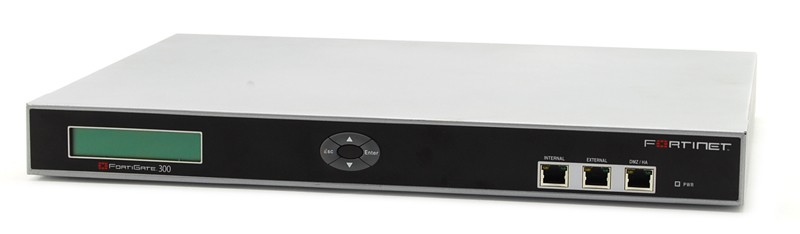 FORTINET
INTERNAL EXTERNAL DMZ / HA
Esc Enter
PWR
FORTIGATE 300